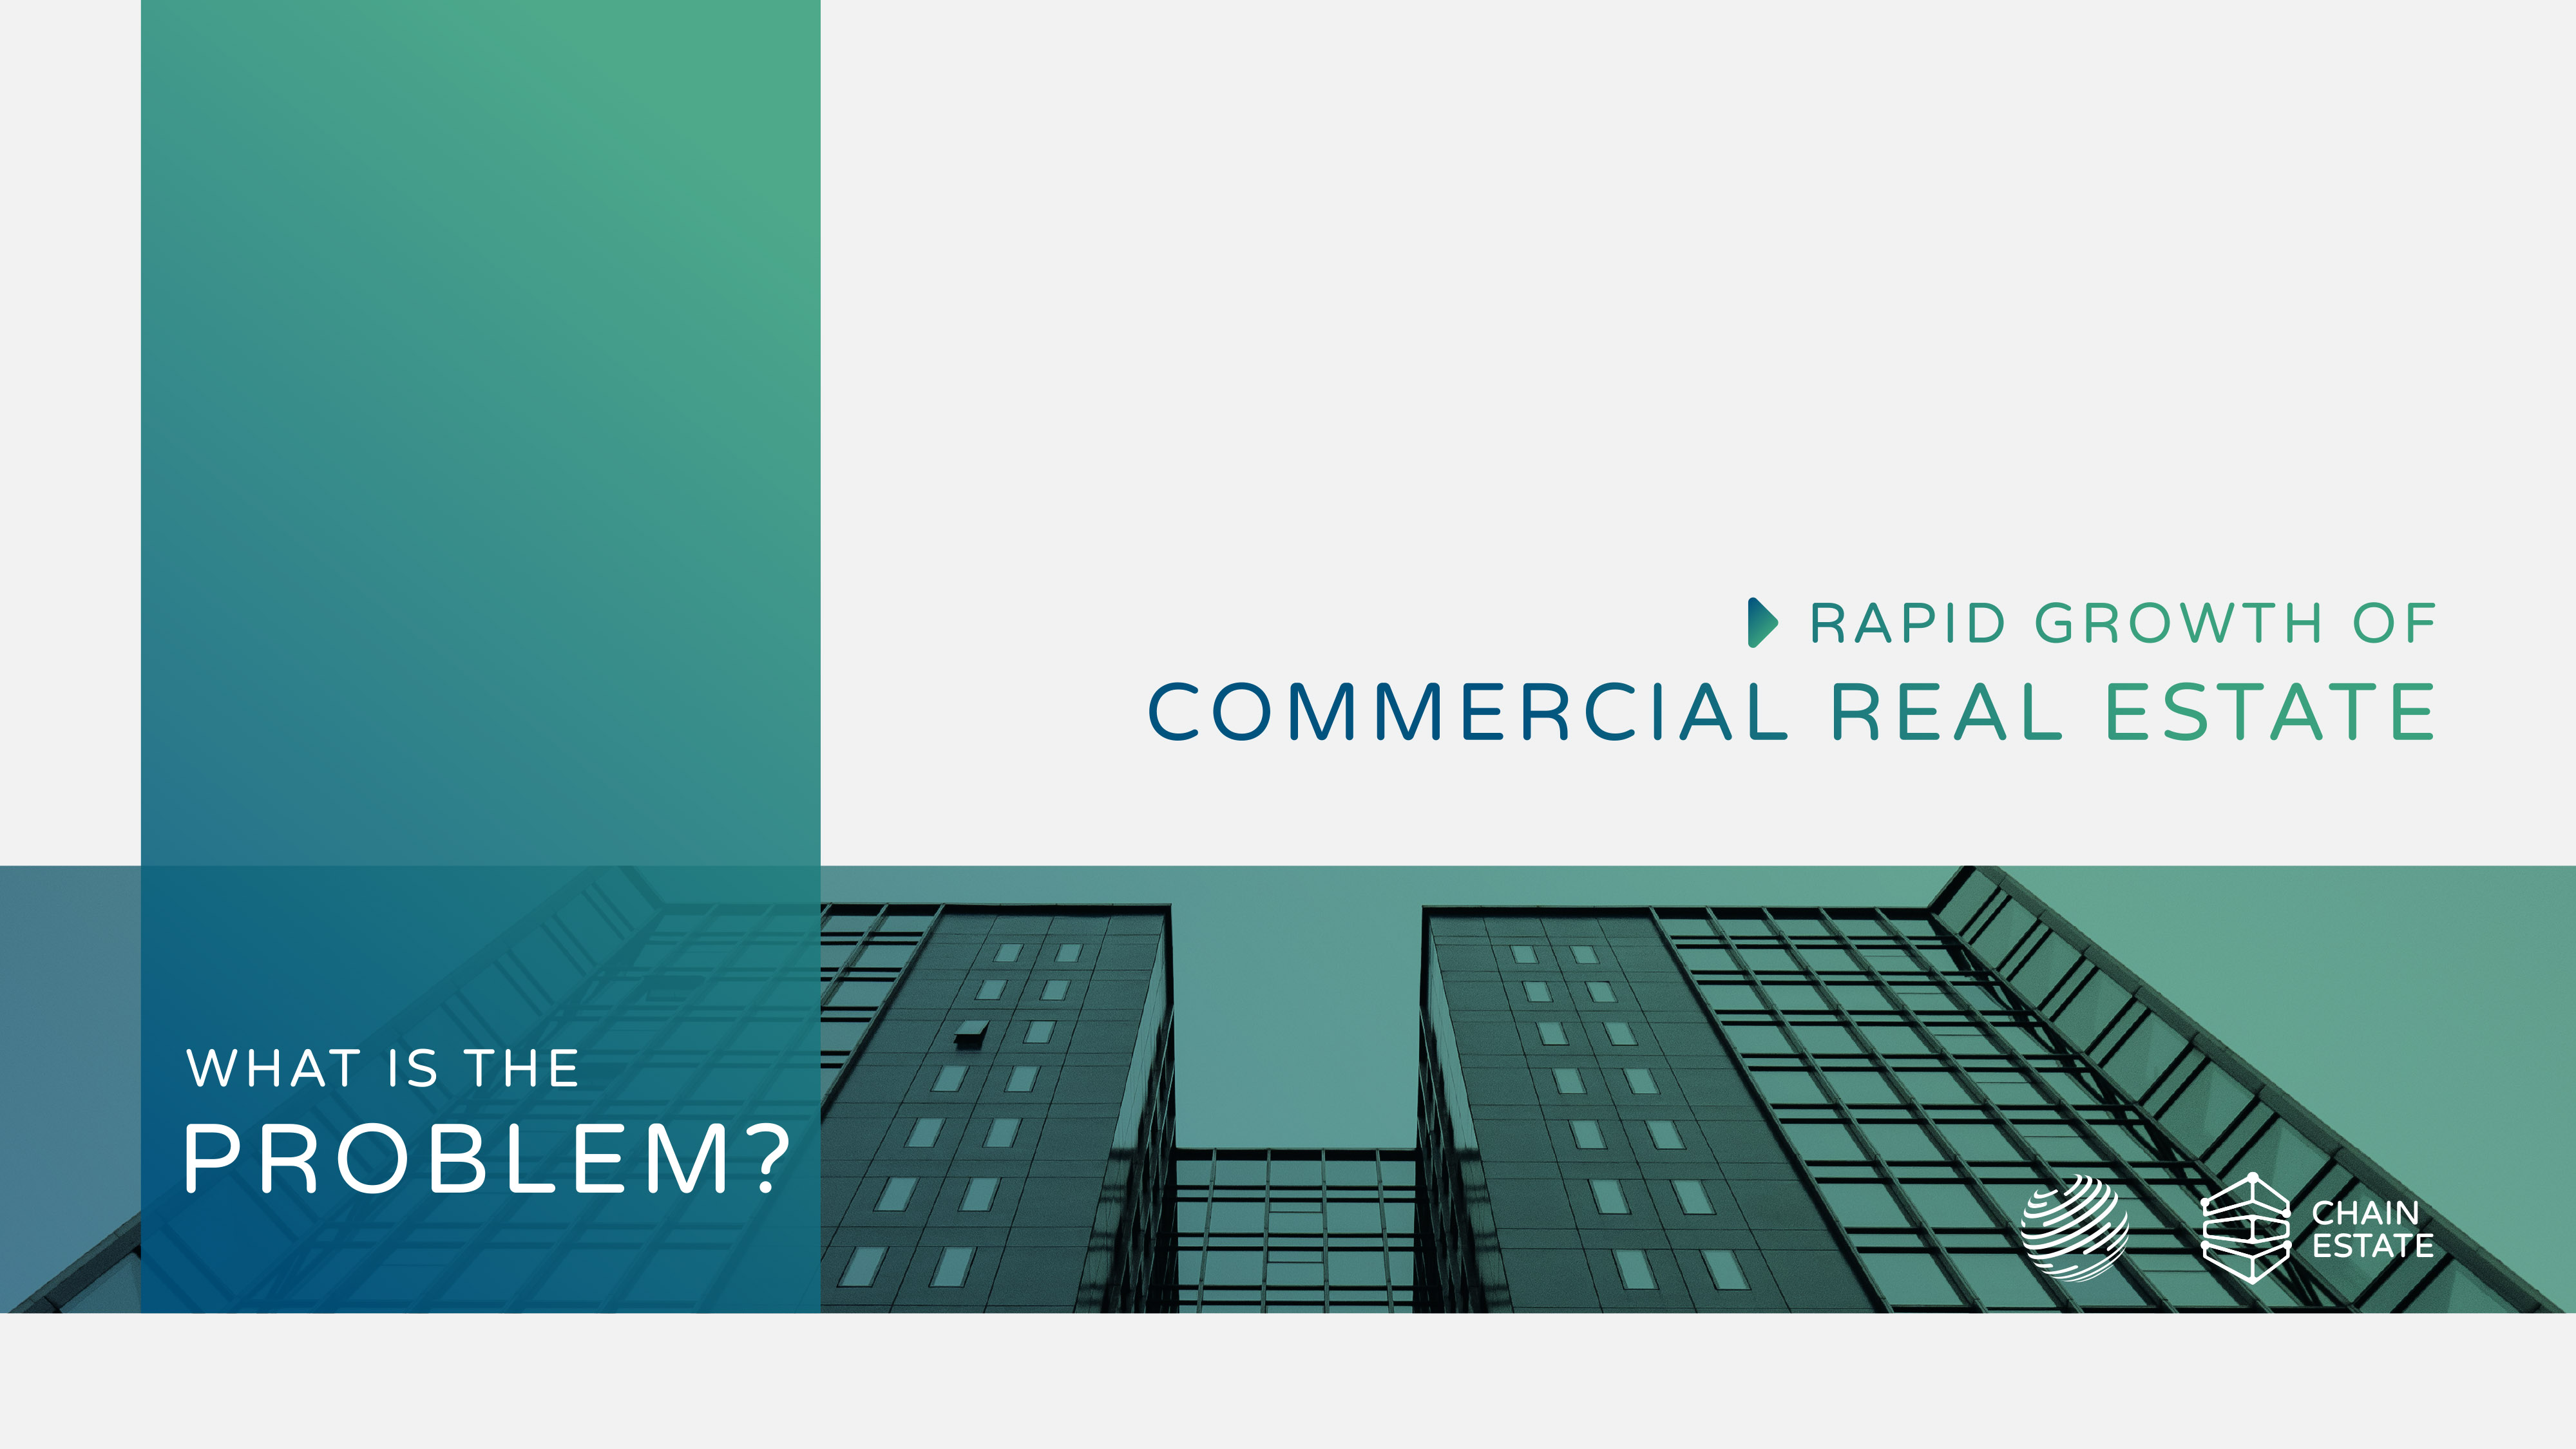 RAPID GROWTH OF
COMMERCIAL REAL ESTATE
WHAT IS THE
PROBLEM?
CHAIN
ESTATE